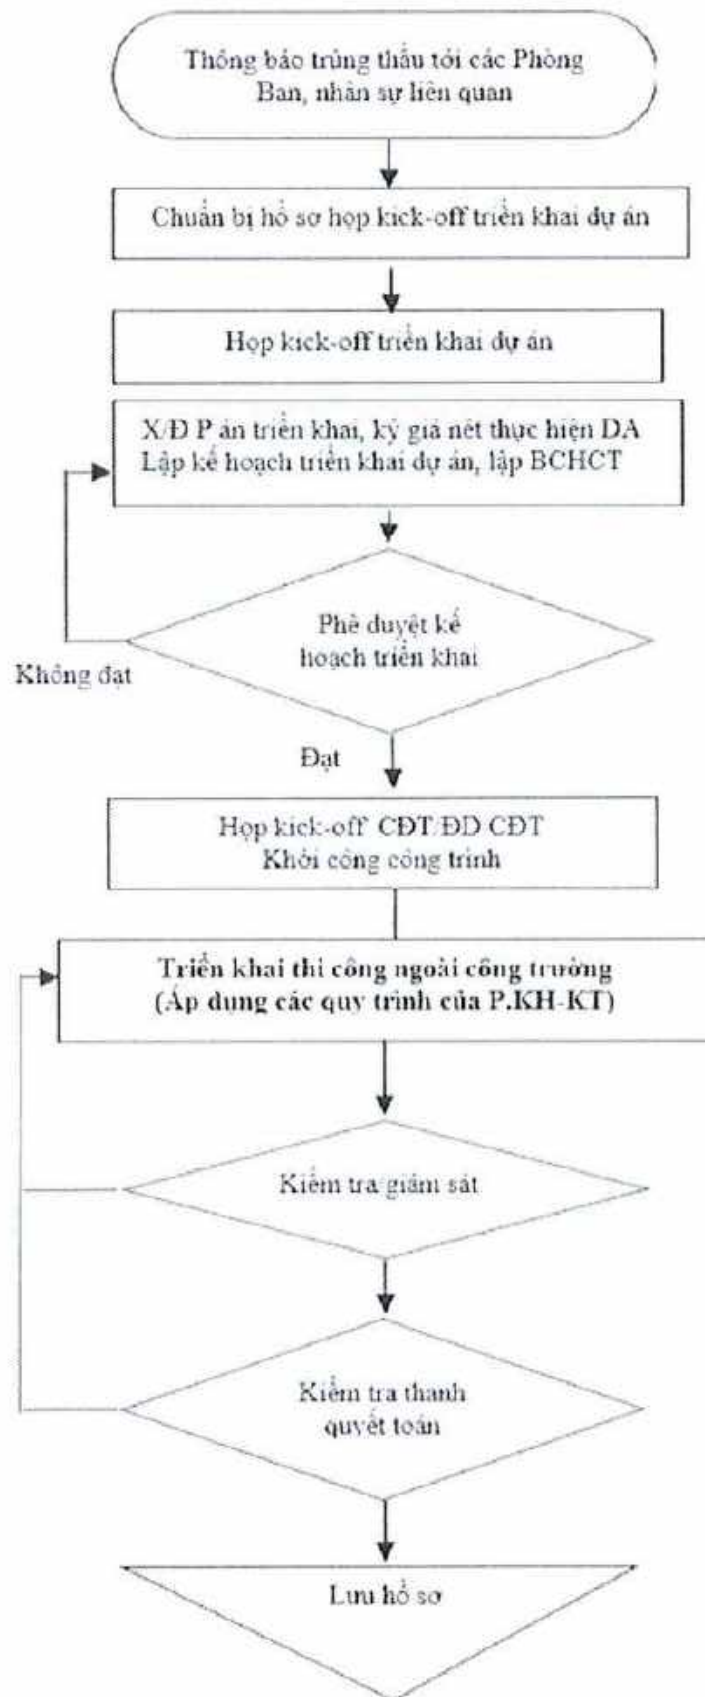 Thông báo trúng thầu tới các Phòng
Ban, nhân sự liên quan
Chuẩn bị hồ sơ họp kick-off triển khai dự án
Họp kick-off triển khai dự án
X/Đ P án triển khai, ký giá nét thực hiện DA
Lập kế hoạch triển khai dự án, lập BCHCT
Phê duyệt kế
hoạch triển khai
Không đạt
Đạt
Họp kick-off CĐT/ĐD CĐT
Khởi công công trình
Triển khai thi công ngoài công trường
(Áp dụng các quy trình của P.KH-KT)
Kiểm tra giám sát
Kiểm tra thanh
quyết toán
Lưu hồ sơ